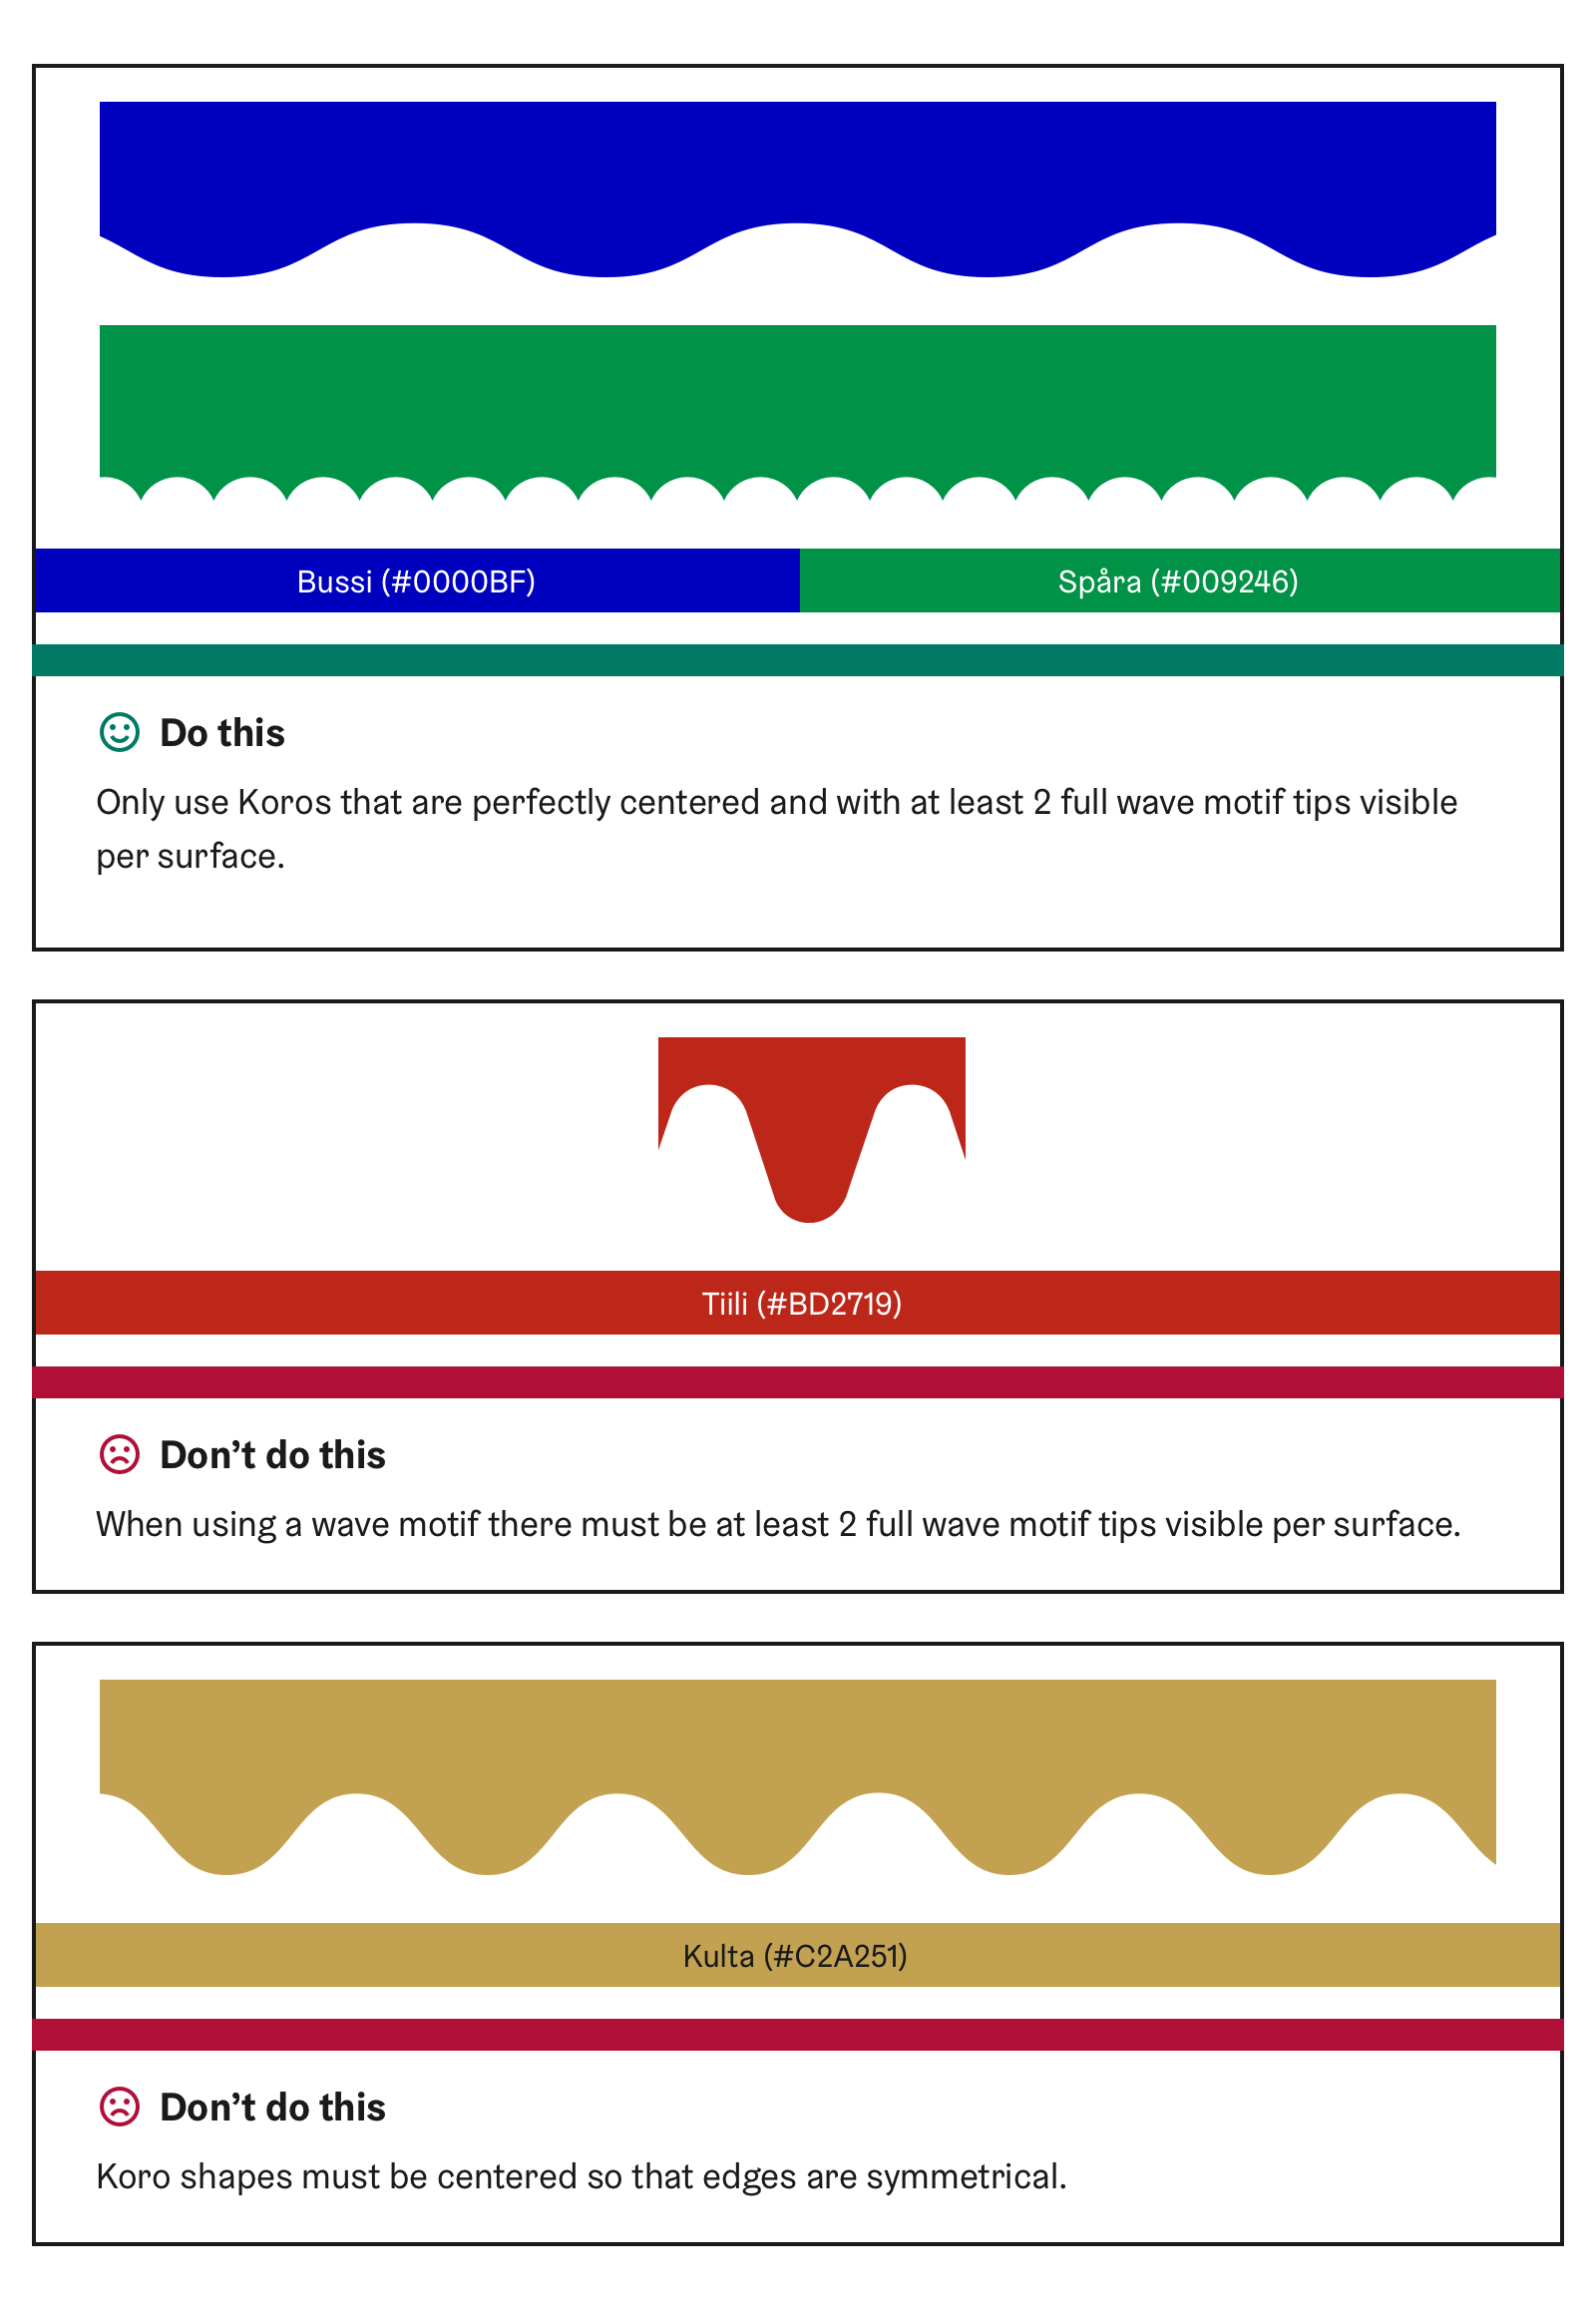 Bussi (#0000BF)
Spåra (#009246)
Do this
Only use Koros that are perfectly centered and with at least 2 full wave motif tips visible
per surface.
Tiili (#BD2719)
Don’t do this
When using a wave motif there must be at least 2 full wave motif tips visible per surface.
Kulta (#C2A251)
Don’t do this
Koro shapes must be centered so that edges are symmetrical.